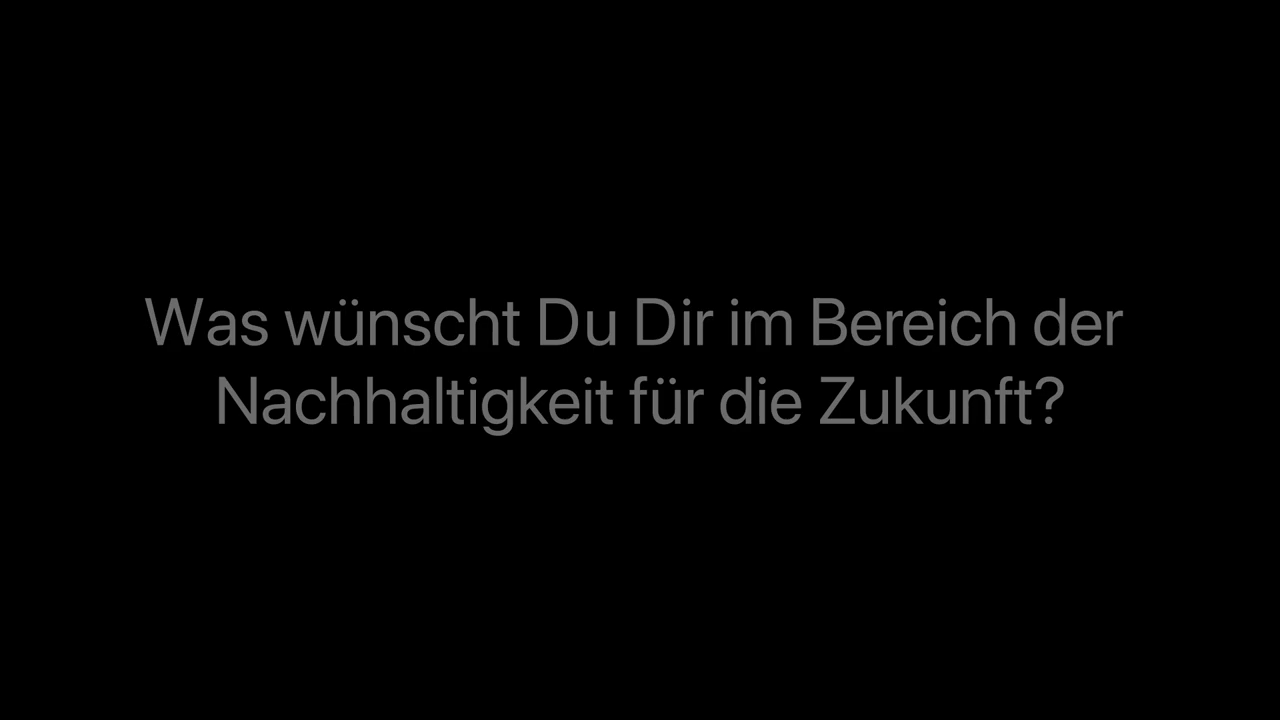 Was wünscht Du Dir im Bereich der
Nachhaltigkeit für die Zukunft?